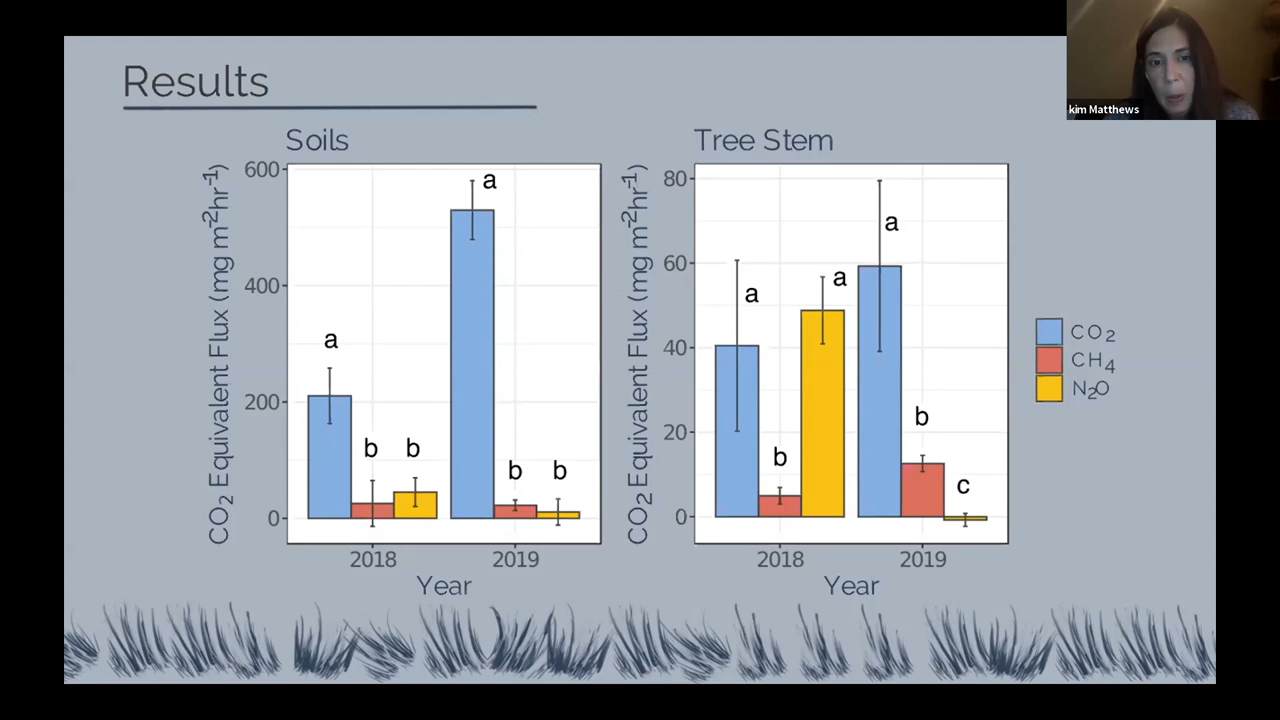 Results
kim Matthews
Soils
CO2 Equivalent Flux (mg m-2hr-1)
600
400
200
0
a
b
b
a
b
b
2018
2019
Year
Tree Stem
CO2 Equivalent Flux (mg m-2hr-1)
80
60
40
20
0
a
b
a
a
b
c
2018
2019
Year
CO2
CH4
N2O